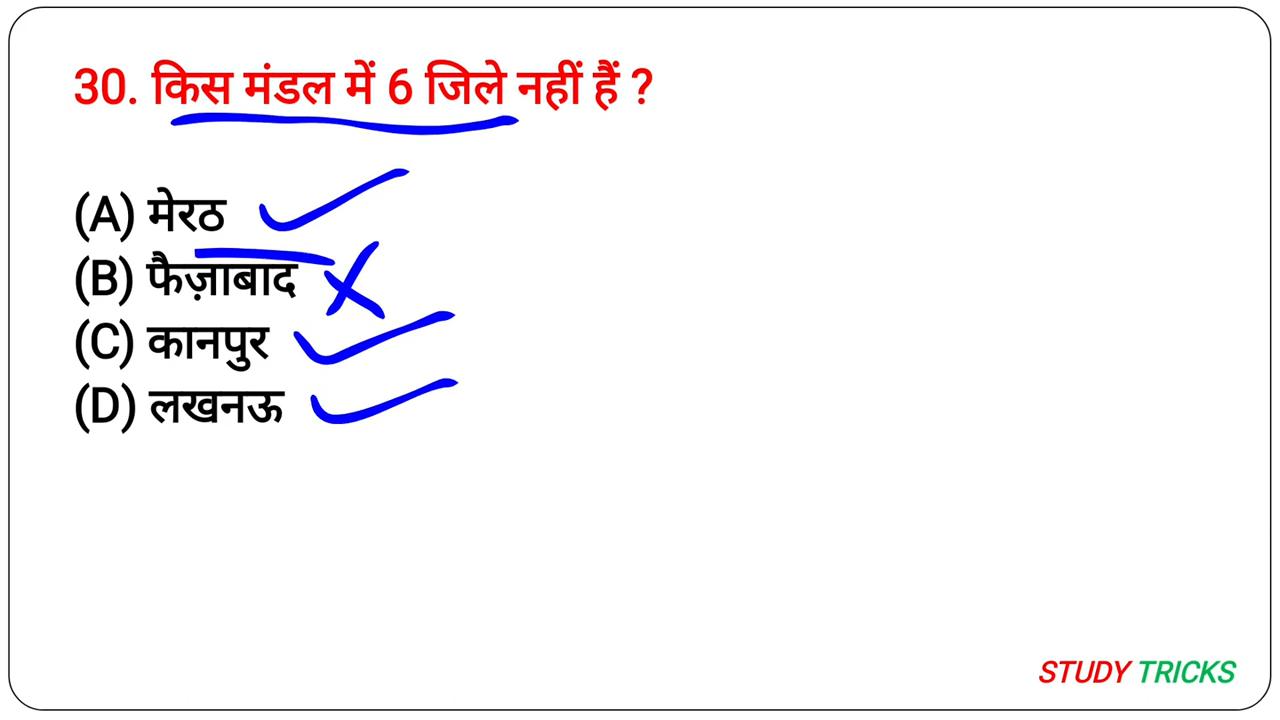 30. किस मंडल में 6 जिले नहीं हैं ?
(A) मेरठ
(B) फैज़ाबाद
(C) कानपुर
(D) लखनऊ
STUDY TRICKS